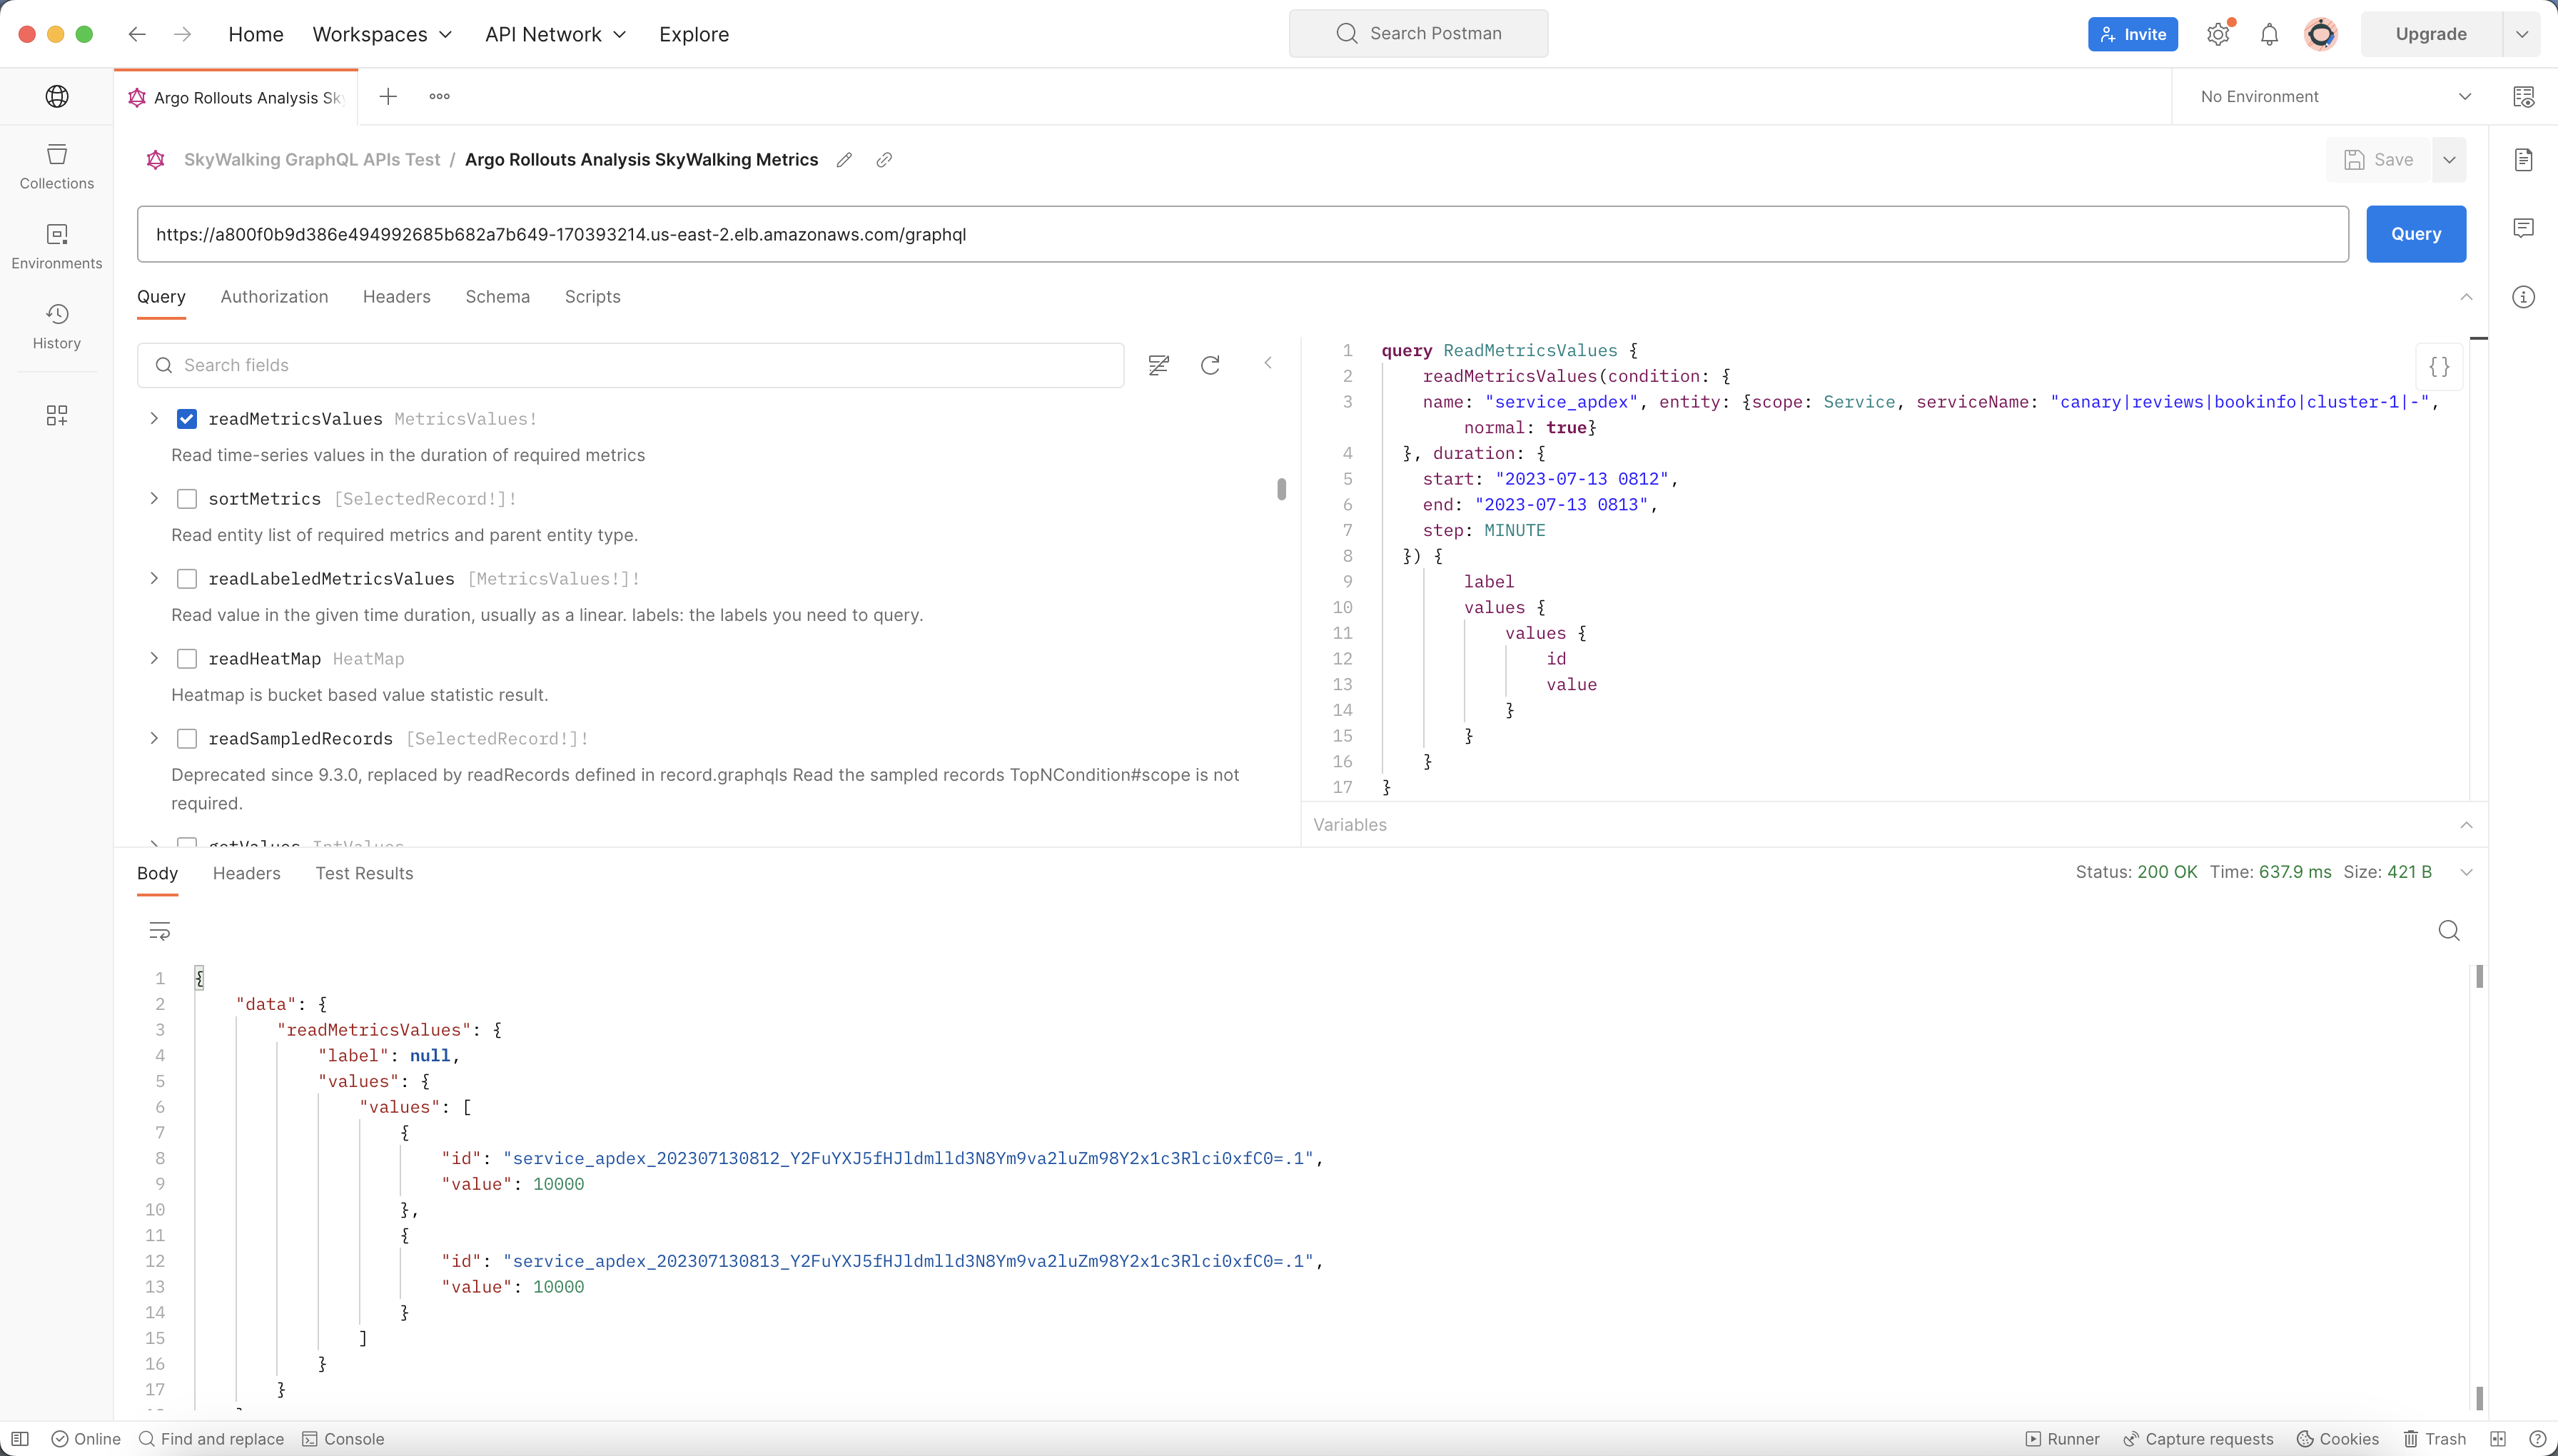 Home Workspaces API Network Explore Search Postman Invite Upgrade
Argo Rollouts Analysis Sky No Environment
SkyWalking GraphQL APIs Test / Argo Rollouts Analysis SkyWalking Metrics Save
Collections
Environments
History
https://a800f0b9d386e494992685b682a7b649-170393214.us-east-2.elb.amazonaws.com/graphql Query
Query Authorization Headers Schema Scripts
Search fields
readMetricsValues MetricsValues!
Read time-series values in the duration of required metrics
sortMetrics [SelectedRecord!]!
Read entity list of required metrics and parent entity type.
readLabeledMetricsValues [MetricsValues!]!
Read value in the given time duration, usually as a linear. labels: the labels you need to query.
readHeatMap HeatMap
Heatmap is bucket based value statistic result.
readSampledRecords [SelectedRecord!]!
Deprecated since 9.3.0, replaced by readRecords defined in record.graphqls Read the sampled records TopNCondition#scope is not
required.
getValues IntValues
1 query ReadMetricsValues {
2 readMetricsValues(condition: {
3 name: "service_apdex", entity: {scope: Service, serviceName: "canary|reviews|bookinfo|cluster-1|-",
normal: true}
4 }, duration: {
5 start: "2023-07-13 0812",
6 end: "2023-07-13 0813",
7 step: MINUTE
8 }) {
9 label
10 values {
11 values {
12 id
13 value
14 }
15 }
16 }
17 }
{}
Variables
Body Headers Test Results Status: 200 OK Time: 637.9 ms Size: 421 B
1 {
2 "data": {
3 "readMetricsValues": {
4 "label": null,
5 "values": {
6 "values": [
7 {
8 "id": "service_apdex_202307130812_Y2FuYXJ5fHJldmlld3N8Ym9va2luZm98Y2x1c3Rlci0xfC0=.1",
9 "value": 10000
10 },
11 {
12 "id": "service_apdex_202307130813_Y2FuYXJ5fHJldmlld3N8Ym9va2luZm98Y2x1c3Rlci0xfC0=.1",
13 "value": 10000
14 }
15 ]
16 }
17 }
Online Find and replace Console Runner Capture requests Cookies Trash